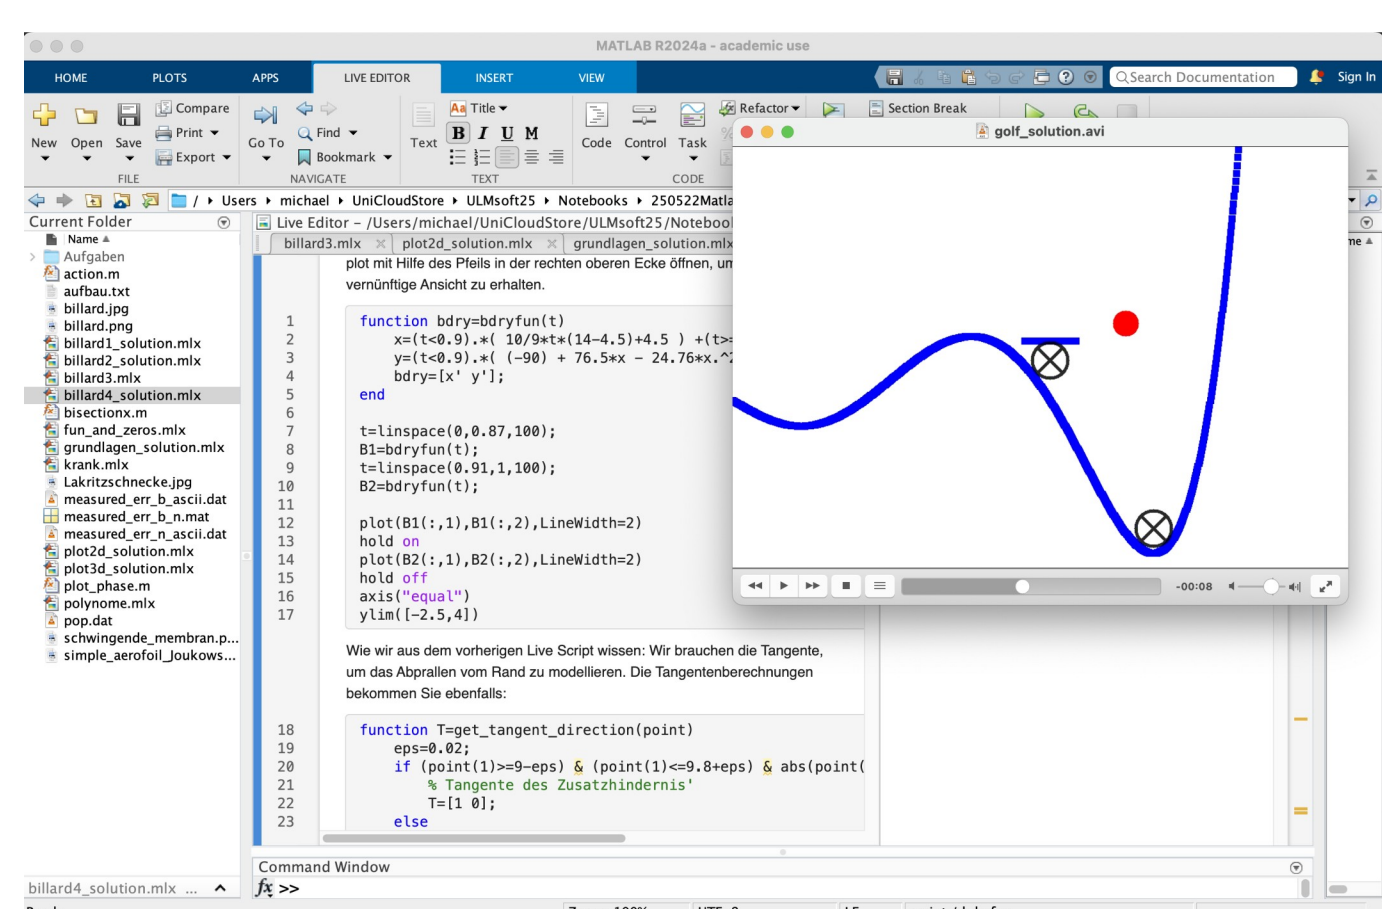 MATLAB R2024a - academic use
HOME PLOTS APPS LIVE EDITOR INSERT VIEW
Search Documentation
Sign In
New
Open
Save
Compare
Print
Export
FILE
Go To
Find
Bookmark
NAVIGATE
Text
Aa Title
B I U M
TEXT
Code
Control
Task
Refactor
CODE
Section Break
/ Users michael UniCloudStore ULMsoft25 Notebooks 250522Matla
Current Folder
Name
Aufgaben
action.m
aufbau.txt
billard.jpg
billard.png
billard1_solution.mlx
billard2_solution.mlx
billard3.mlx
billard4_solution.mlx
bisectionx.m
fun_and_zeros.mlx
grundlagen_solution.mlx
krank.mlx
Lakritzschnecke.jpg
measured_err_b_ascii.dat
measured_err_b_n.mat
measured_err_n_ascii.dat
plot2d_solution.mlx
plot3d_solution.mlx
plot_phase.m
polynome.mlx
pop.dat
schwingende_membran.p...
simple_aerofoil_Joukows...
billard4_solution.mlx ...
Live Editor – /Users/michael/UniCloudStore/ULMsoft25/Notebool
billard3.mlx plot2d_solution.mlx grundlagen_solution.mlx
plot mit Hilfe des Pfeils in der rechten oberen Ecke öffnen, um
vernünftige Ansicht zu erhalten.
1 function bdry=bdryfun(t)
2 x=(t<0.9).*( 10/9*t*(14-4.5)+4.5 ) +(t>=
3 y=(t<0.9).*( (-90) + 76.5*x - 24.76*x.^2
4 bdry=[x' y'];
5 end
6
7 t=linspace(0,0.87,100);
8 B1=bdryfun(t);
9 t=linspace(0.91,1,100);
10 B2=bdryfun(t);
11
12 plot(B1(:,1),B1(:,2),LineWidth=2)
13 hold on
14 plot(B2(:,1),B2(:,2),LineWidth=2)
15 hold off
16 axis("equal")
17 ylim([-2.5,4])
Wie wir aus dem vorherigen Live Script wissen: Wir brauchen die Tangente,
um das Abprallen vom Rand zu modellieren. Die Tangentenberechnungen
bekommen Sie ebenfalls:
18 function T=get_tangent_direction(point)
19 eps=0.02;
20 if (point(1)>=9-eps) & (point(1)<=9.8+eps) & abs(point(
21 % Tangente des Zusatzhindernis'
22 T=[1 0];
23 else
Command Window
fx >>
golf_solution.avi
-00:08
me